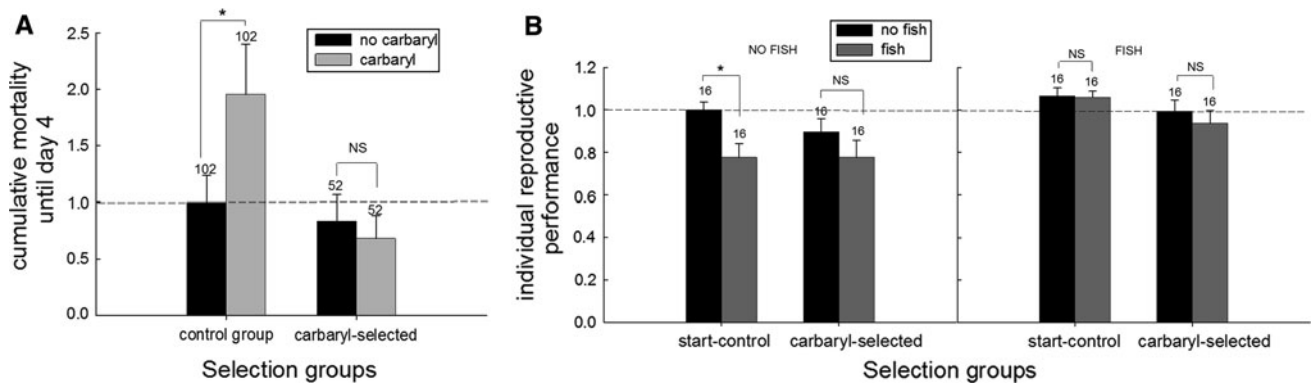 A
cumulative mortality
until day 4
2.5
2.0
1.5
1.0
0.5
0.0
no carbaryl
carbaryl
*
102
102
NS
52
52
control group
carbaryl-selected
Selection groups
B
individual reproductive
performance
1.2
1.0
0.8
0.6
0.4
0.2
0.0
no fish
fish
NO FISH
FISH
*
16
16
NS
16
16
NS
16
16
NS
16
16
start-control
carbaryl-selected
start-control
carbaryl-selected
Selection groups